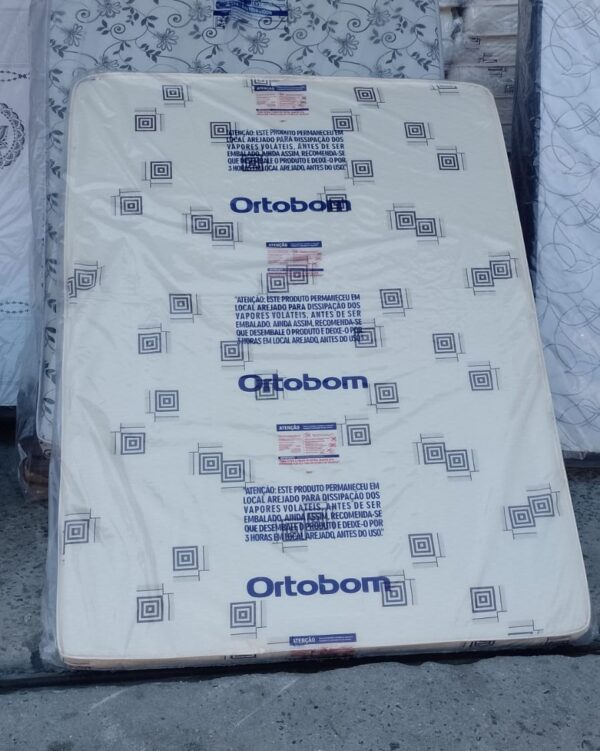 ATENÇÃO
"ATENÇÃO: ESTE PRODUTO PERMANECEU EM
LOCAL AREJADO PARA DISSIPAÇÃO DOS
VAPORES VOLÁTEIS, ANTES DE SER
EMBALADO. AINDA ASSIM, RECOMENDA-SE
QUE DESEMBALE O PRODUTO E DEIXE-O POR
3 HORAS EM LOCAL AREJADO, ANTES DO USO."
Ortobom
ATENÇÃO
"ATENÇÃO: ESTE PRODUTO PERMANECEU EM
LOCAL AREJADO PARA DISSIPAÇÃO DOS
VAPORES VOLÁTEIS, ANTES DE SER
EMBALADO. AINDA ASSIM, RECOMENDA-SE
QUE DESEMBALE O PRODUTO E DEIXE-O POR
3 HORAS EM LOCAL AREJADO, ANTES DO USO."
Ortobom
ATENÇÃO
"ATENÇÃO: ESTE PRODUTO PERMANECEU EM
LOCAL AREJADO PARA DISSIPAÇÃO DOS
VAPORES VOLÁTEIS, ANTES DE SER
EMBALADO. AINDA ASSIM, RECOMENDA-SE
QUE DESEMBALE O PRODUTO E DEIXE-O POR
3 HORAS EM LOCAL AREJADO, ANTES DO USO."
Ortobom
ATENÇÃO